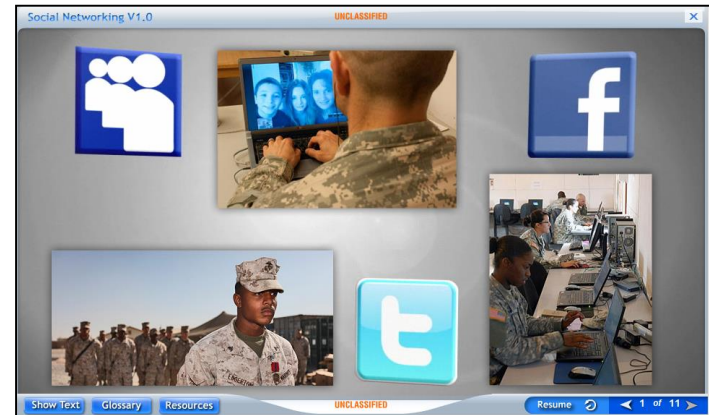 Social Networking V1.0
UNCLASSIFIED
f
t
Show Text
Glossary
Resources
UNCLASSIFIED
Resume
1 of 11